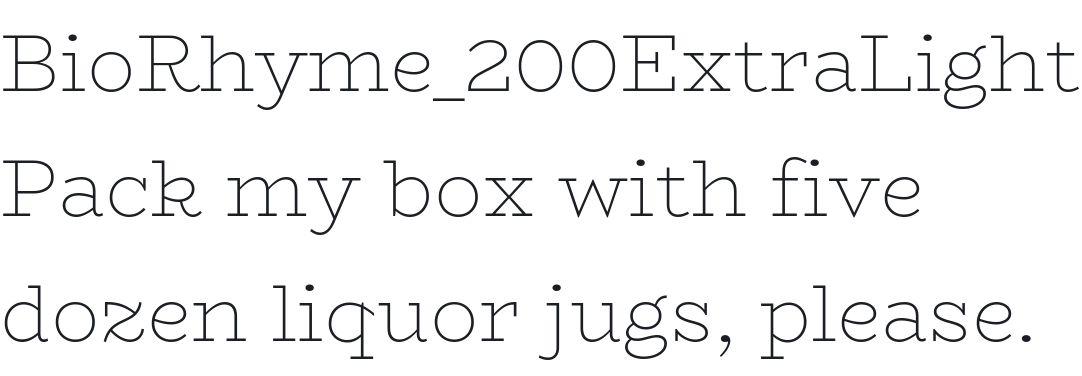 BioRhyme_200ExtraLight
Pack my box with five
dozen liquor jugs, please.